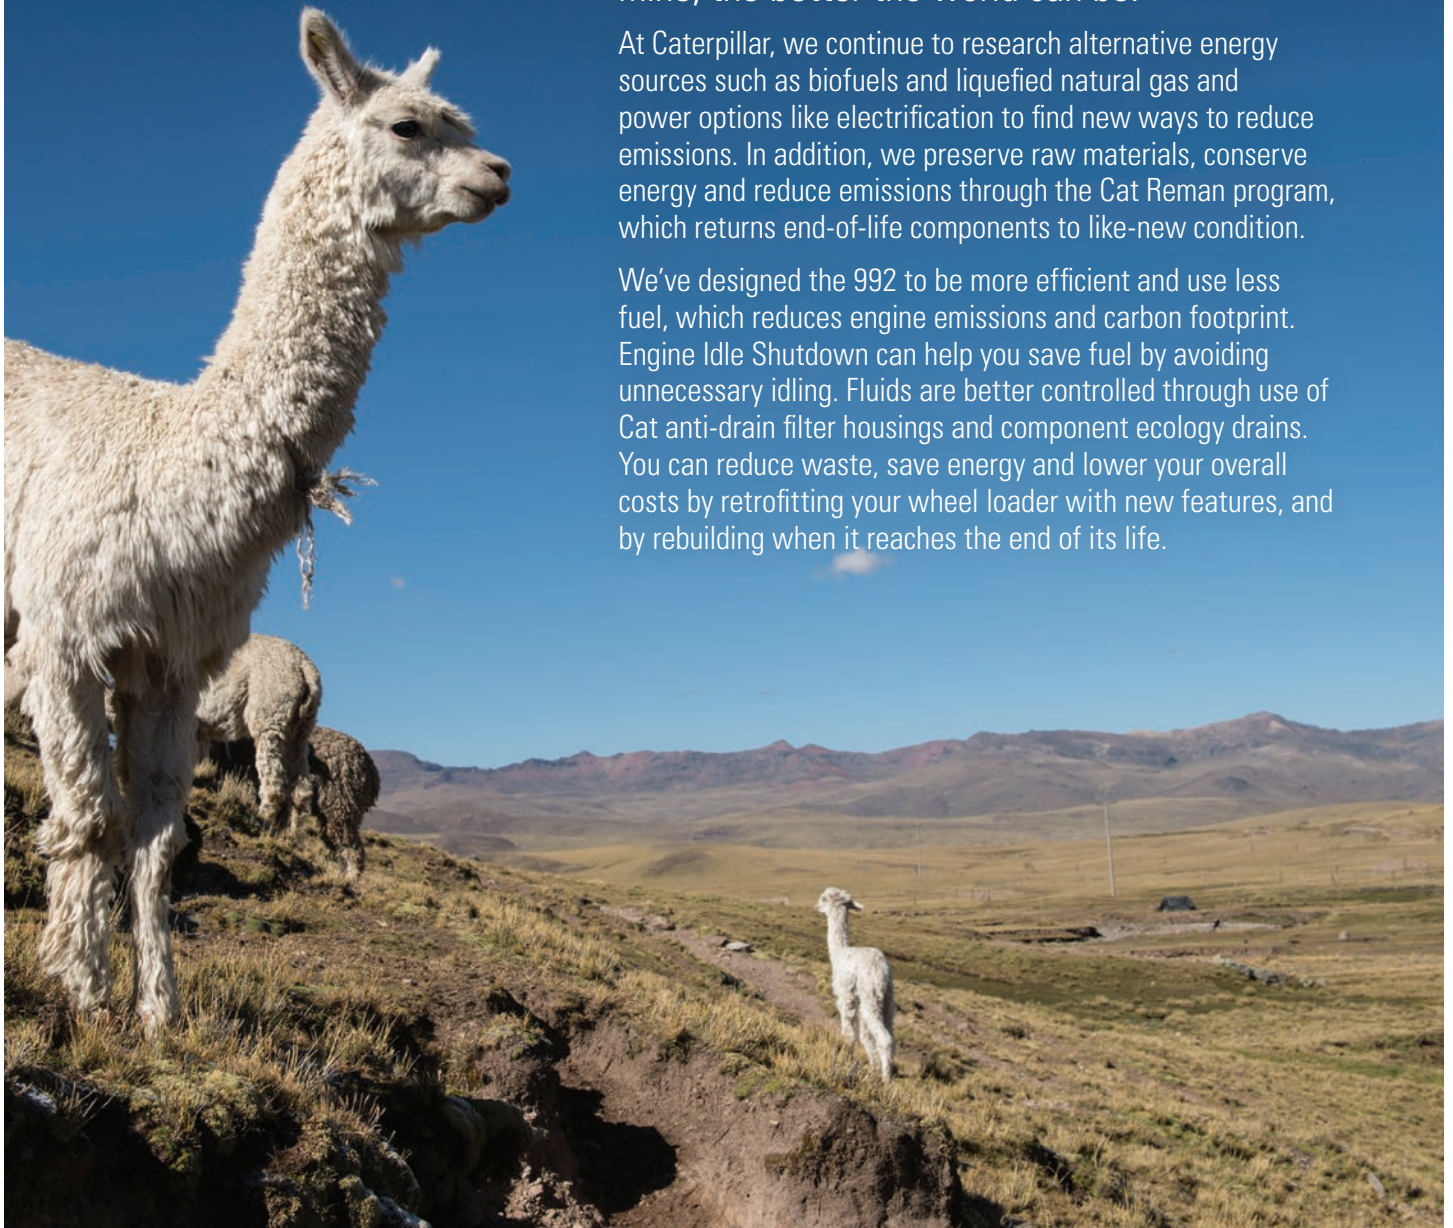 At Caterpillar, we continue to research alternative energy
sources such as biofuels and liquefied natural gas and
power options like electrification to find new ways to reduce
emissions. In addition, we preserve raw materials, conserve
energy and reduce emissions through the Cat Reman program,
which returns end-of-life components to like-new condition.
We’ve designed the 992 to be more efficient and use less
fuel, which reduces engine emissions and carbon footprint.
Engine Idle Shutdown can help you save fuel by avoiding
unnecessary idling. Fluids are better controlled through use of
Cat anti-drain filter housings and component ecology drains.
You can reduce waste, save energy and lower your overall
costs by retrofitting your wheel loader with new features, and
by rebuilding when it reaches the end of its life.